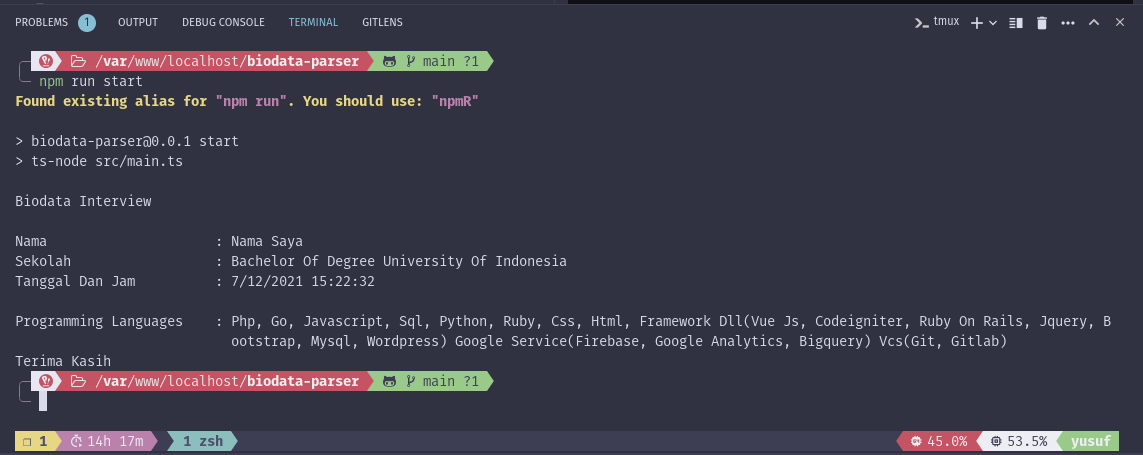 PROBLEMS 1 OUTPUT DEBUG CONSOLE TERMINAL GITLENS tmux
/var/www/localhost/biodata-parser main ?1
npm run start
Found existing alias for "npm run". You should use: "npmR"
> biodata-parser@0.0.1 start
> ts-node src/main.ts
Biodata Interview
Nama : Nama Saya
Sekolah : Bachelor Of Degree University Of Indonesia
Tanggal Dan Jam : 7/12/2021 15:22:32
Programming Languages : Php, Go, Javascript, Sql, Python, Ruby, Css, Html, Framework Dll(Vue Js, Codeigniter, Ruby On Rails, Jquery, B
ootstrap, Mysql, Wordpress) Google Service(Firebase, Google Analytics, Bigquery) Vcs(Git, Gitlab)
Terima Kasih
/var/www/localhost/biodata-parser main ?1
1 14h 17m 1 zsh 45.0% 53.5% yusuf